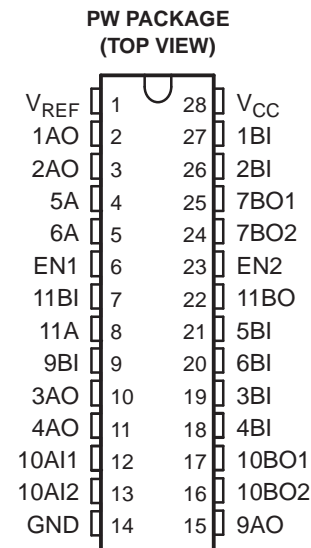 PW PACKAGE
(TOP VIEW)
VREF 1 28 VCC
1AO 2 27 1BI
2AO 3 26 2BI
5A 4 25 7BO1
6A 5 24 7BO2
EN1 6 23 EN2
11BI 7 22 11BO
11A 8 21 5BI
9BI 9 20 6BI
3AO 10 19 3BI
4AO 11 18 4BI
10AI1 12 17 10BO1
10AI2 13 16 10BO2
GND 14 15 9AO